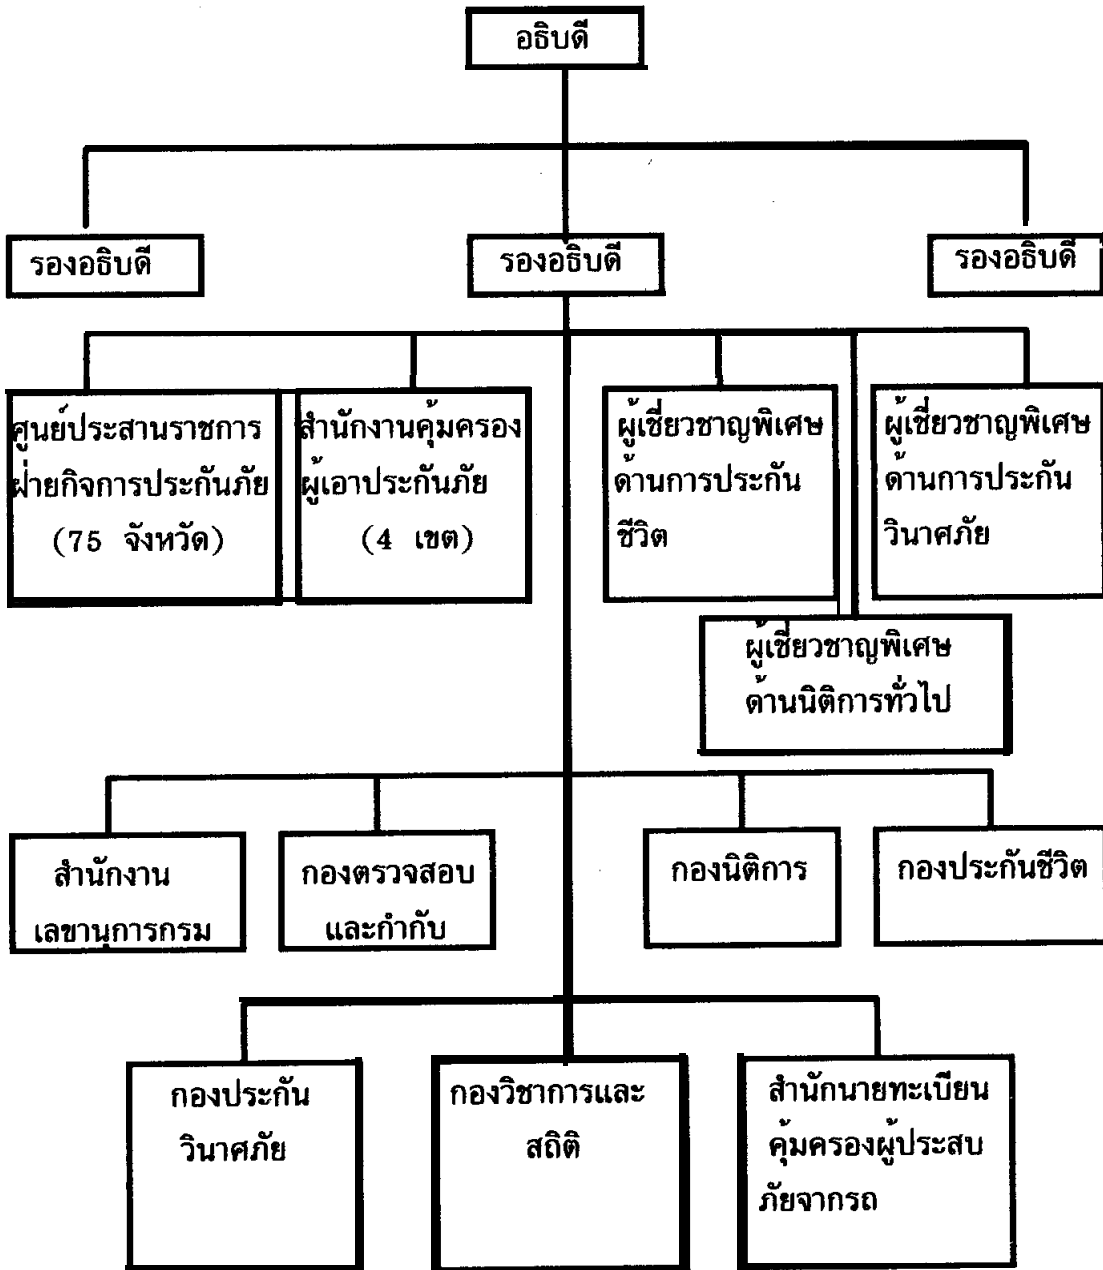 อธิบดี
รองอธิบดี
รองอธิบดี
รองอธิบดี
ศูนย์ประสานราชการ
ฝ่ายกิจการประกันภัย
(75 จังหวัด)
สำนักงานคุ้มครอง
ผู้เอาประกันภัย
(4 เขต)
ผู้เชี่ยวชาญพิเศษ
ด้านการประกัน
ชีวิต
ผู้เชี่ยวชาญพิเศษ
ด้านการประกัน
วินาศภัย
ผู้เชี่ยวชาญพิเศษ
ด้านนิติการทั่วไป
สำนักงาน
เลขานุการกรม
กองตรวจสอบ
และกำกับ
กองนิติการ
กองประกันชีวิต
กองประกัน
วินาศภัย
กองวิชาการและ
สถิติ
สำนักนายทะเบียน
คุ้มครองผู้ประสบ
ภัยจากรถ